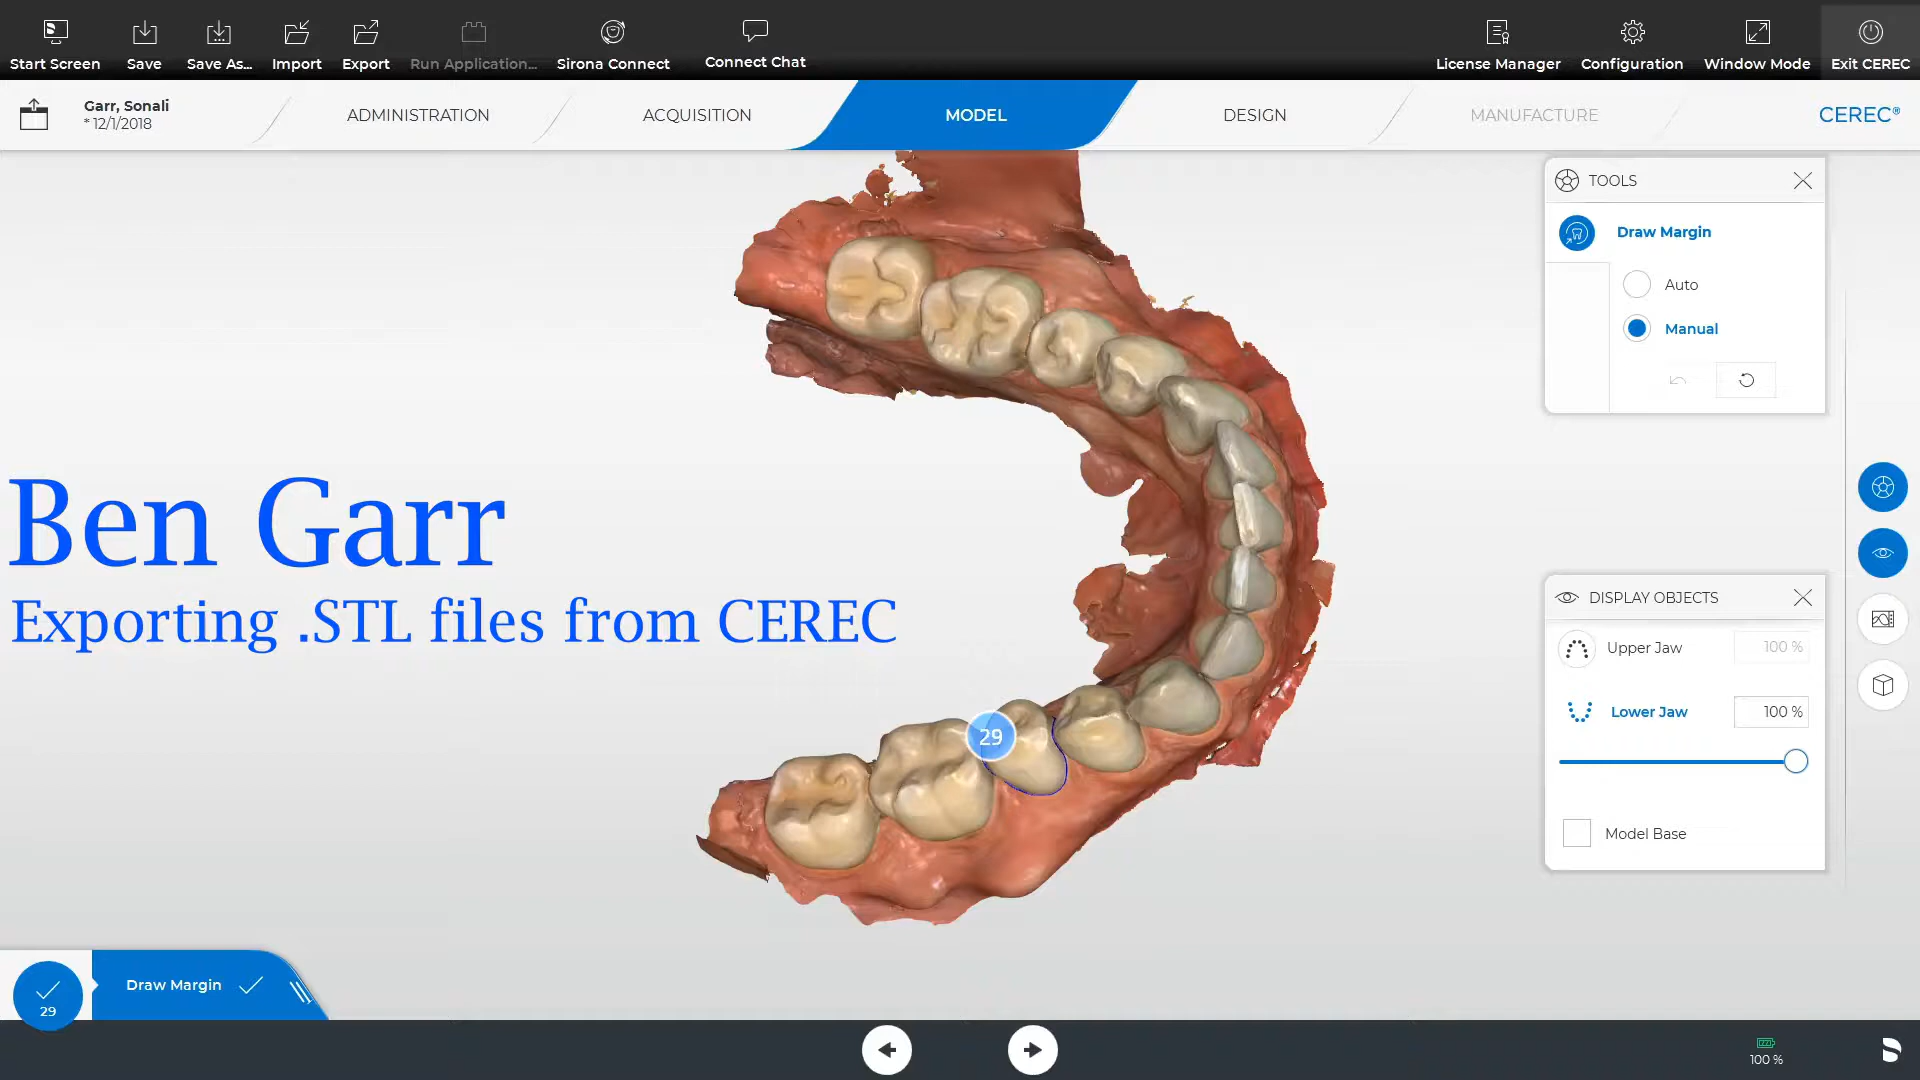 Start Screen
Save
Save As...
Import
Export
Run Application...
Sirona Connect
Connect Chat
License Manager
Configuration
Window Mode
Exit CEREC
Garr, Sonali
* 12/1/2018
ADMINISTRATION
ACQUISITION
MODEL
DESIGN
MANUFACTURE
CEREC®
TOOLS
Draw Margin
Auto
Manual
Ben Garr
Exporting .STL files from CEREC
DISPLAY OBJECTS
Upper Jaw
100 %
Lower Jaw
100 %
29
Model Base
Draw Margin
29
100 %